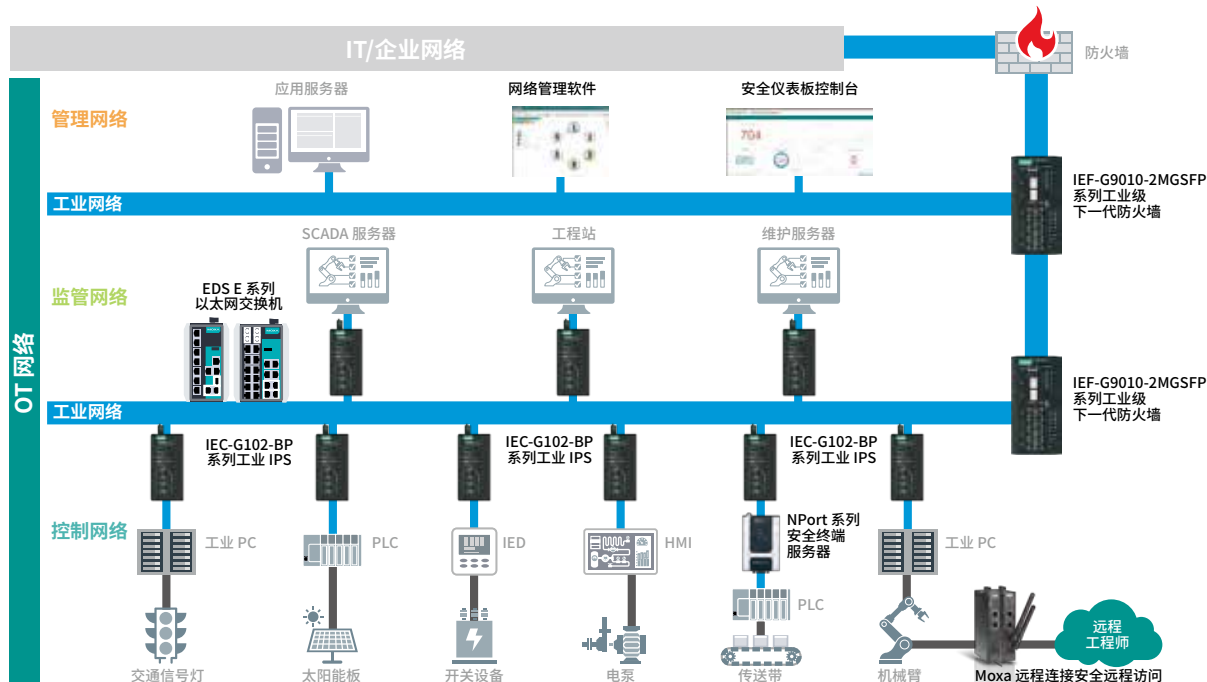 IT/企业网络
防火墙
应用服务器
网络管理软件
安全仪表板控制台
管理网络
704
IEF-G9010-2MGSFP
系列工业级
下一代防火墙
工业网络
SCADA 服务器
工程站
维护服务器
监管网络
EDS E 系列
以太网交换机
OT 网络
IEF-G9010-2MGSFP
系列工业级
下一代防火墙
工业网络
IEC-G102-BP
系列工业 IPS
IEC-G102-BP
系列工业 IPS
IEC-G102-BP
系列工业 IPS
控制网络
NPort 系列
安全终端
服务器
工业 PC
PLC
IED
HMI
工业 PC
PLC
远程
工程师
交通信号灯
太阳能板
开关设备
电泵
传送带
机械臂
Moxa 远程连接安全远程访问